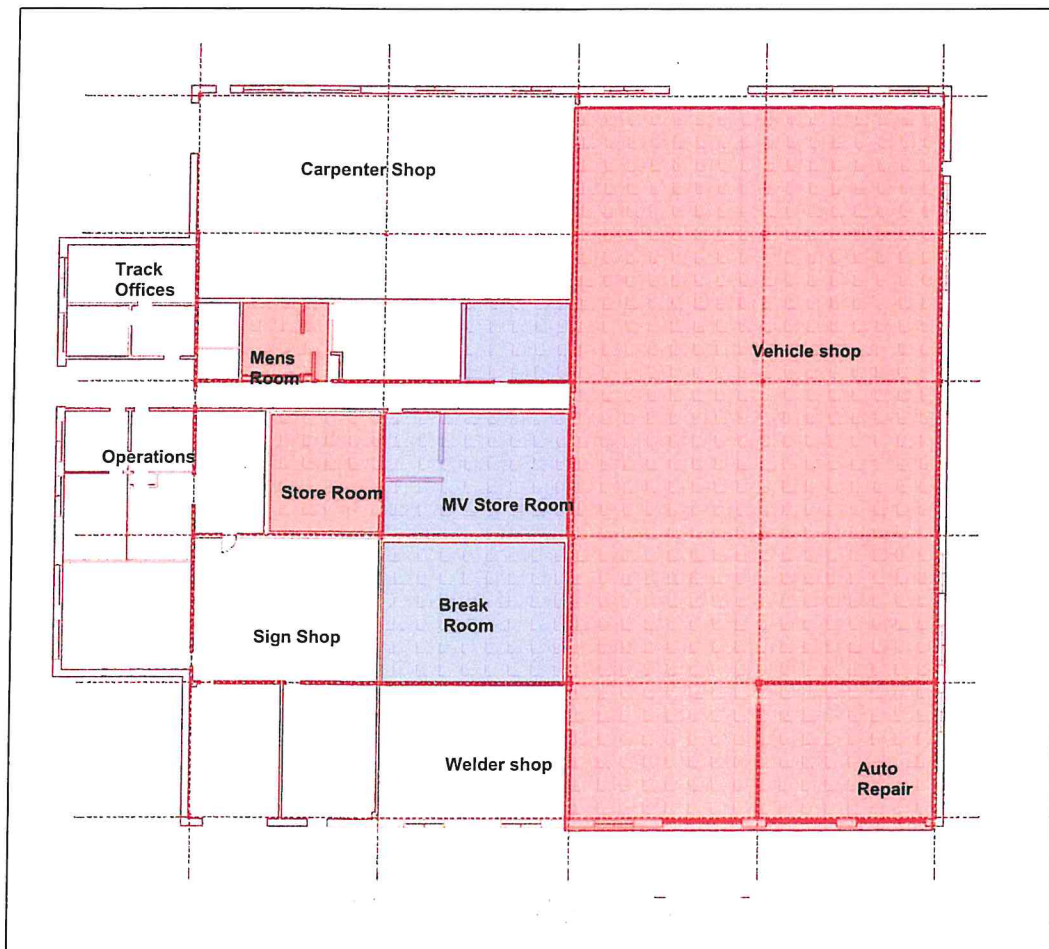 Carpenter Shop
Track
Offices
Vehicle shop
Mens
Room
Operations
Store Room
MV Store Room
Break
Room
Sign Shop
Welder shop
Auto
Repair